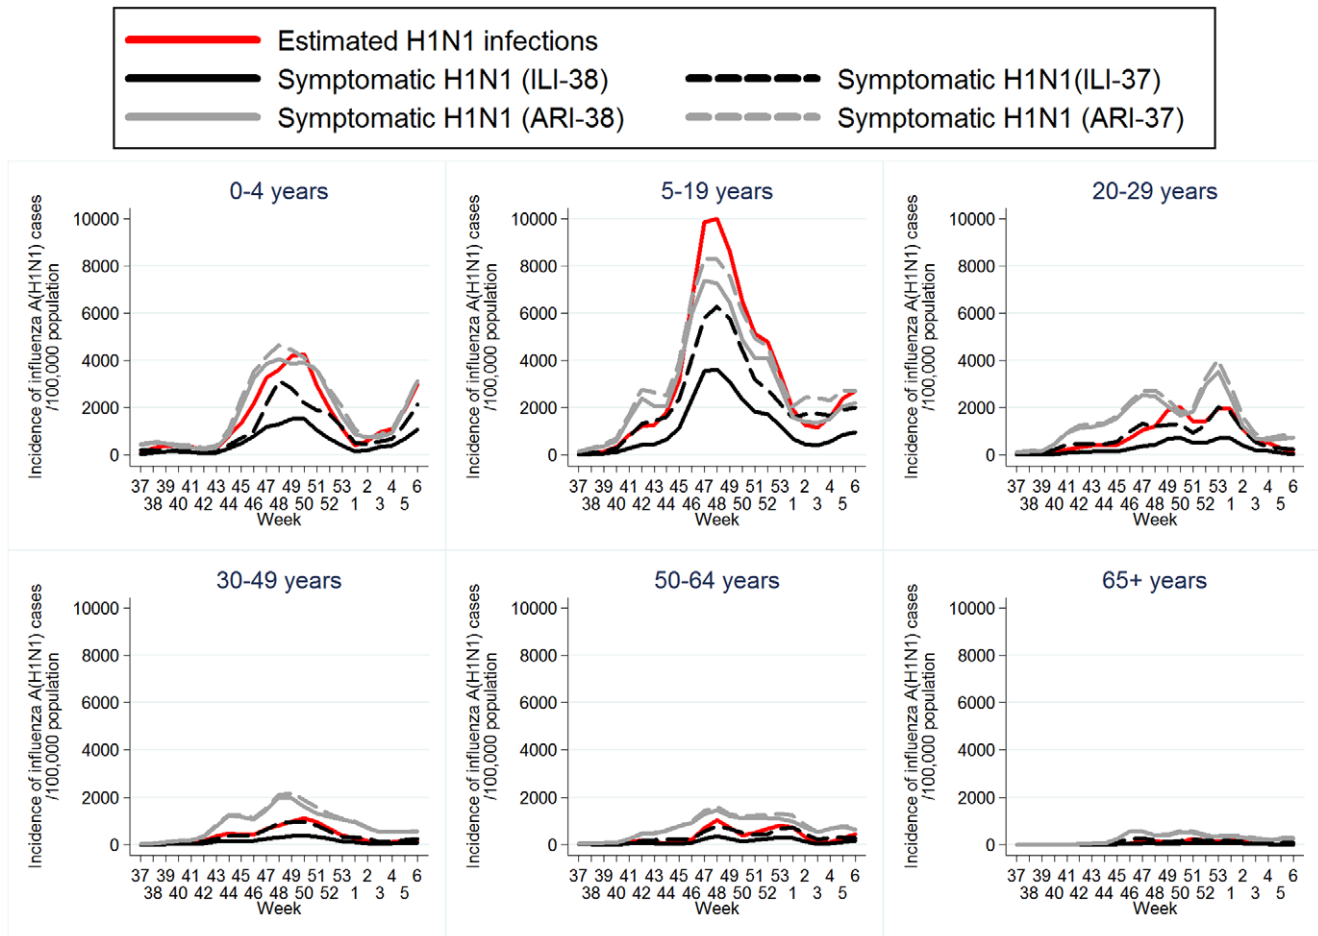 Estimated H1N1 infections
Symptomatic H1N1 (ILI-38)
Symptomatic H1N1(ILI-37)
Symptomatic H1N1 (ARI-38)
Symptomatic H1N1 (ARI-37)
0-4 years
Incidence of influenza A(H1N1) cases
/100,000 population
10000
8000
6000
4000
2000
0
37 39 41 43 45 47 49 51 53 2 4 6
38 40 42 44 46 48 50 52 1 3 5
Week
5-19 years
Incidence of influenza A(H1N1) cases
/100,000 population
10000
8000
6000
4000
2000
0
37 39 41 43 45 47 49 51 53 2 4 6
38 40 42 44 46 48 50 52 1 3 5
Week
20-29 years
Incidence of influenza A(H1N1) cases
/100,000 population
10000
8000
6000
4000
2000
0
37 39 41 43 45 47 49 51 53 2 4 6
38 40 42 44 46 48 50 52 1 3 5
Week
30-49 years
Incidence of influenza A(H1N1) cases
/100,000 population
10000
8000
6000
4000
2000
0
37 39 41 43 45 47 49 51 53 2 4 6
38 40 42 44 46 48 50 52 1 3 5
Week
50-64 years
Incidence of influenza A(H1N1) cases
/100,000 population
10000
8000
6000
4000
2000
0
37 39 41 43 45 47 49 51 53 2 4 6
38 40 42 44 46 48 50 52 1 3 5
Week
65+ years
Incidence of influenza A(H1N1) cases
/100,000 population
10000
8000
6000
4000
2000
0
37 39 41 43 45 47 49 51 53 2 4 6
38 40 42 44 46 48 50 52 1 3 5
Week